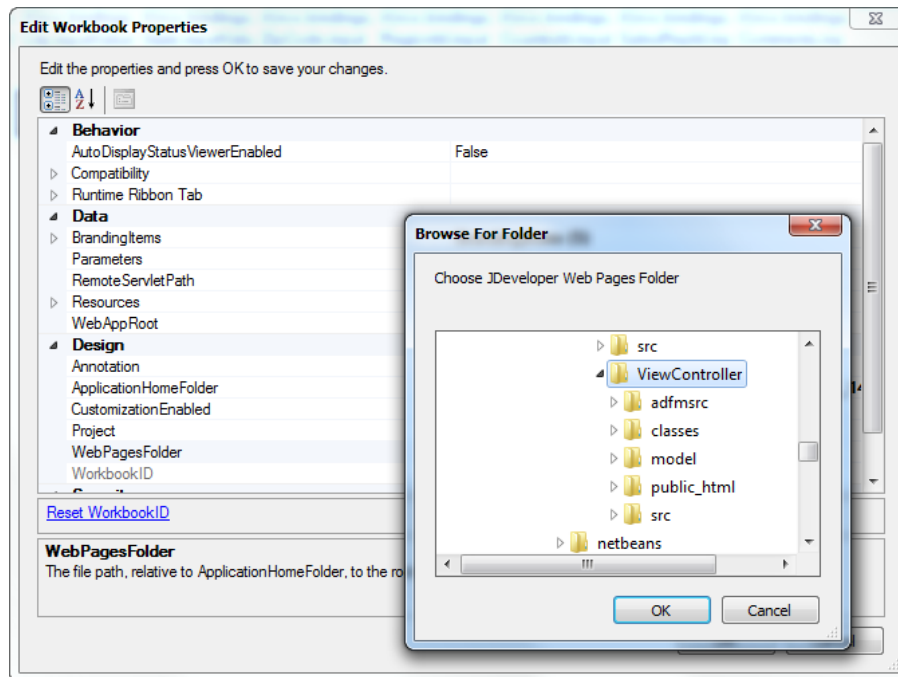 Edit Workbook Properties
Edit the properties and press OK to save your changes.
Behavior
AutoDisplayStatusViewerEnabled False
Compatibility
Runtime Ribbon Tab
Data
BrandingItems
Parameters
RemoteServletPath
Resources
WebAppRoot
Design
Annotation
ApplicationHomeFolder
CustomizationEnabled
Project
WebPagesFolder
WorkbookID
Reset WorkbookID
WebPagesFolder
The file path, relative to ApplicationHomeFolder, to the ro
Browse For Folder
Choose JDeveloper Web Pages Folder
src
ViewController
adfmsrc
classes
model
public_html
src
netbeans
OK Cancel